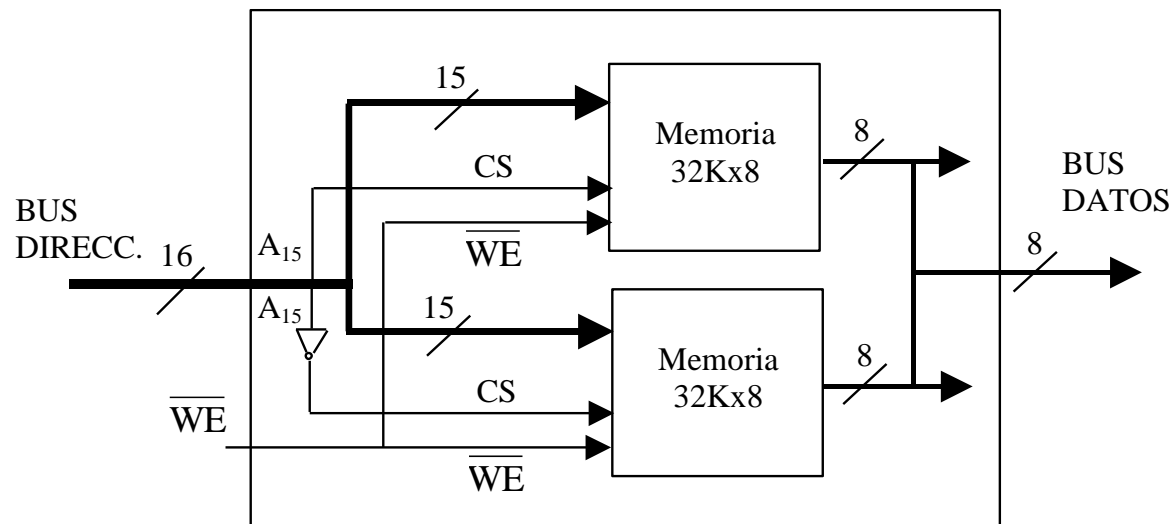 15
Memoria
32Kx8
8
CS
WE
BUS
DATOS
BUS
DIRECC.
16
A₁₅
A₁₅
8
15
Memoria
32Kx8
8
CS
WE
WE